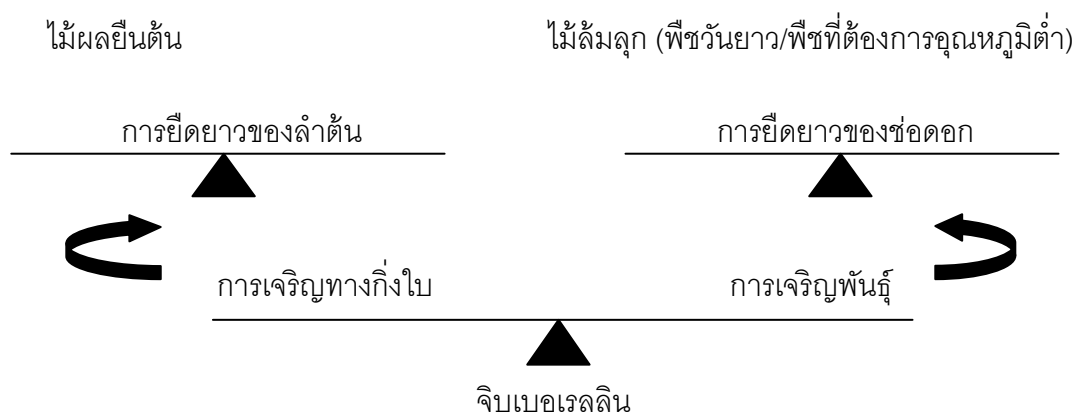 ไม้ผลยืนต้น ไม้ล้มลุก (พืชวันยาว/พืชที่ต้องการอุณหภูมิต่ำ)
การยืดยาวของลำต้น การยืดยาวของช่อดอก
การเจริญทางกิ่งใบ การเจริญพันธุ์
จิบเบอเรลลิน